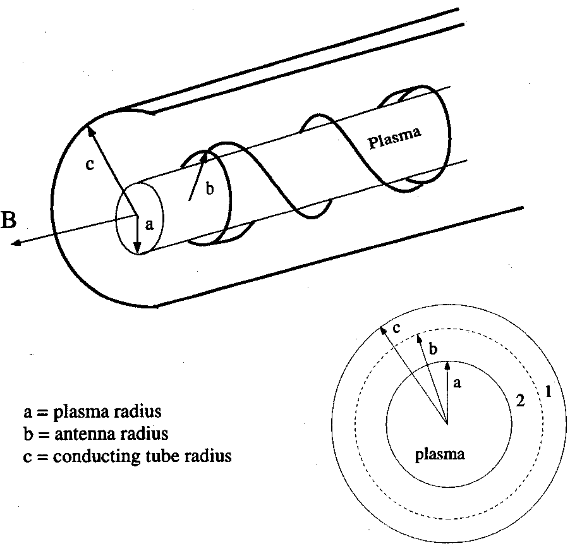 c
Plasma
b
B
a
c
b
a
2
1
plasma
a = plasma radius
b = antenna radius
c = conducting tube radius